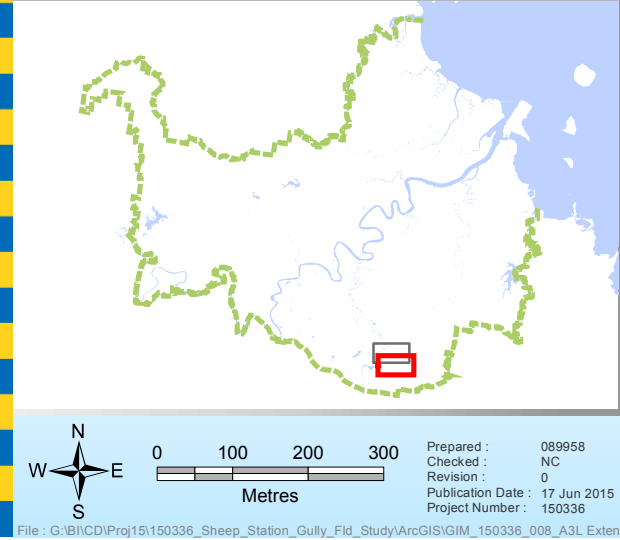 N
W E
S
0 100 200 300
Metres
Prepared : 089958
Checked : NC
Revision : 0
Publication Date : 17 Jun 2015
Project Number : 150336
File : G:\BI\CD\Proj15\150336_Sheep_Station_Gully_Fld_Study\ArcGIS\GIM_150336_008_A3L Exten